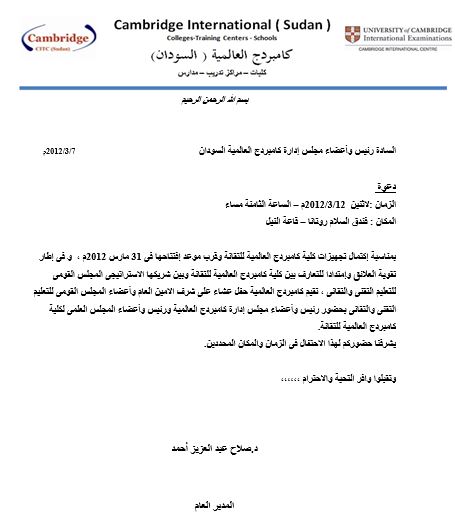 Cambridge International ( Sudan )
Colleges-Training Centers - Schools
كامبردج العالمية ( السودان )
كليات – مراكز تدريب – مدارس
Cambridge
CITC (Sudan)
UNIVERSITY of CAMBRIDGE
International Examinations
CAMBRIDGE INTERNATIONAL CENTRE
بسم الله الرحمن الرحيم
السادة رئيس وأعضاء مجلس إدارة كامبردج العالمية السودان 2012/3/7م
دعوة
الزمان :لاثنين 2012/3/12م – الساعة الثامنة مساء
المكان : فندق السلام روتانا – قاعة النيل
بمناسبة إكتمال تجهيزات كلية كامبردج العالمية للتقانة وقرب موعد إفتتاحها فى 31 مارس 2012م ، و فى إطار
تقوية العلائق وإمتدادا للتعارف بين كلية كامبردج العالمية للتقانة وبين شريكها الاستراتيجى المجلس القومى
للتعليم التقنى والتقانى ، تقيم كامبردج العالمية حفل عشاء على شرف الامين العام وأعضاء المجلس القومى للتعليم
التقنى والتقانى بحضور رئيس وأعضاء مجلس إدارة كامبردج العالمية ورئيس وأعضاء المجلس العلمى لكلية
كامبردج العالمية للتقانة.
يشرفنا حضوركم لهذا الاحتفال فى الزمان والمكان المحددين.
وتقبلوا وافر التحية والاحترام ،،،،،،
د.صلاح عبد العزيز أحمد
المدير العام